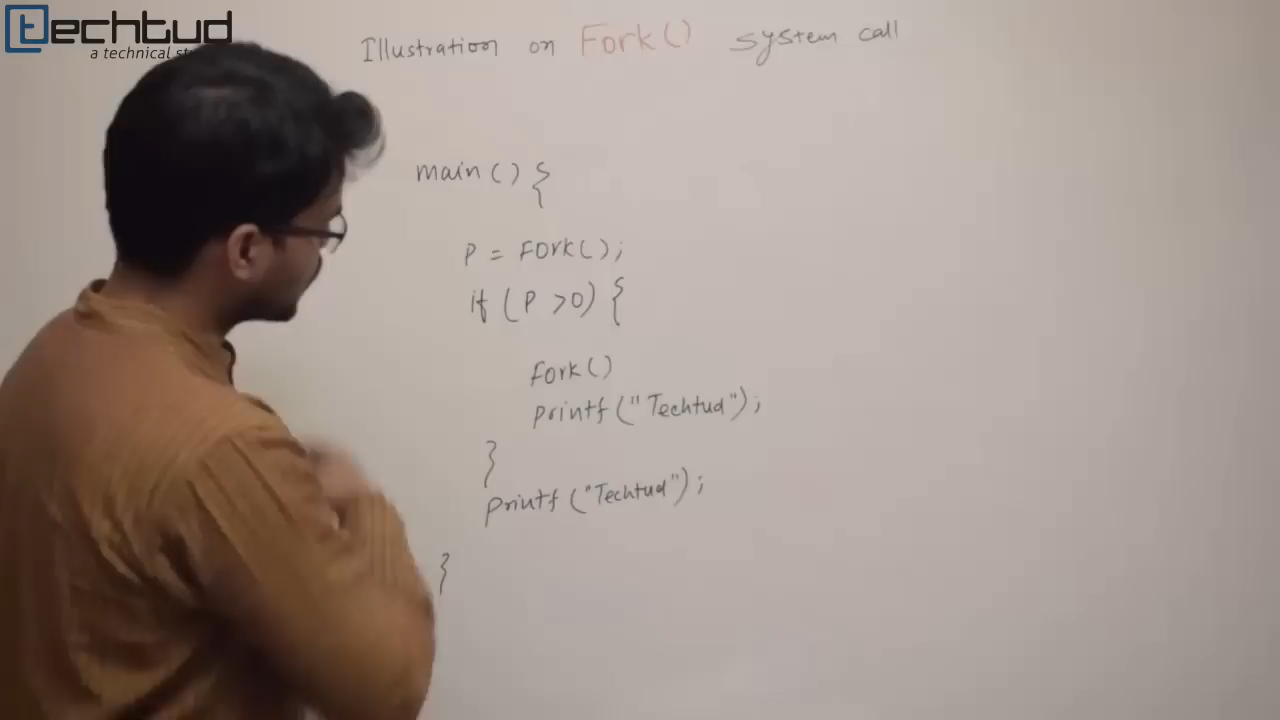 techtud
a technical st
Illustration on Fork() system call
main() {
P = FORK();
if (P >0) {
Fork()
printf("Techtud");
}
printf("Techtud");
}